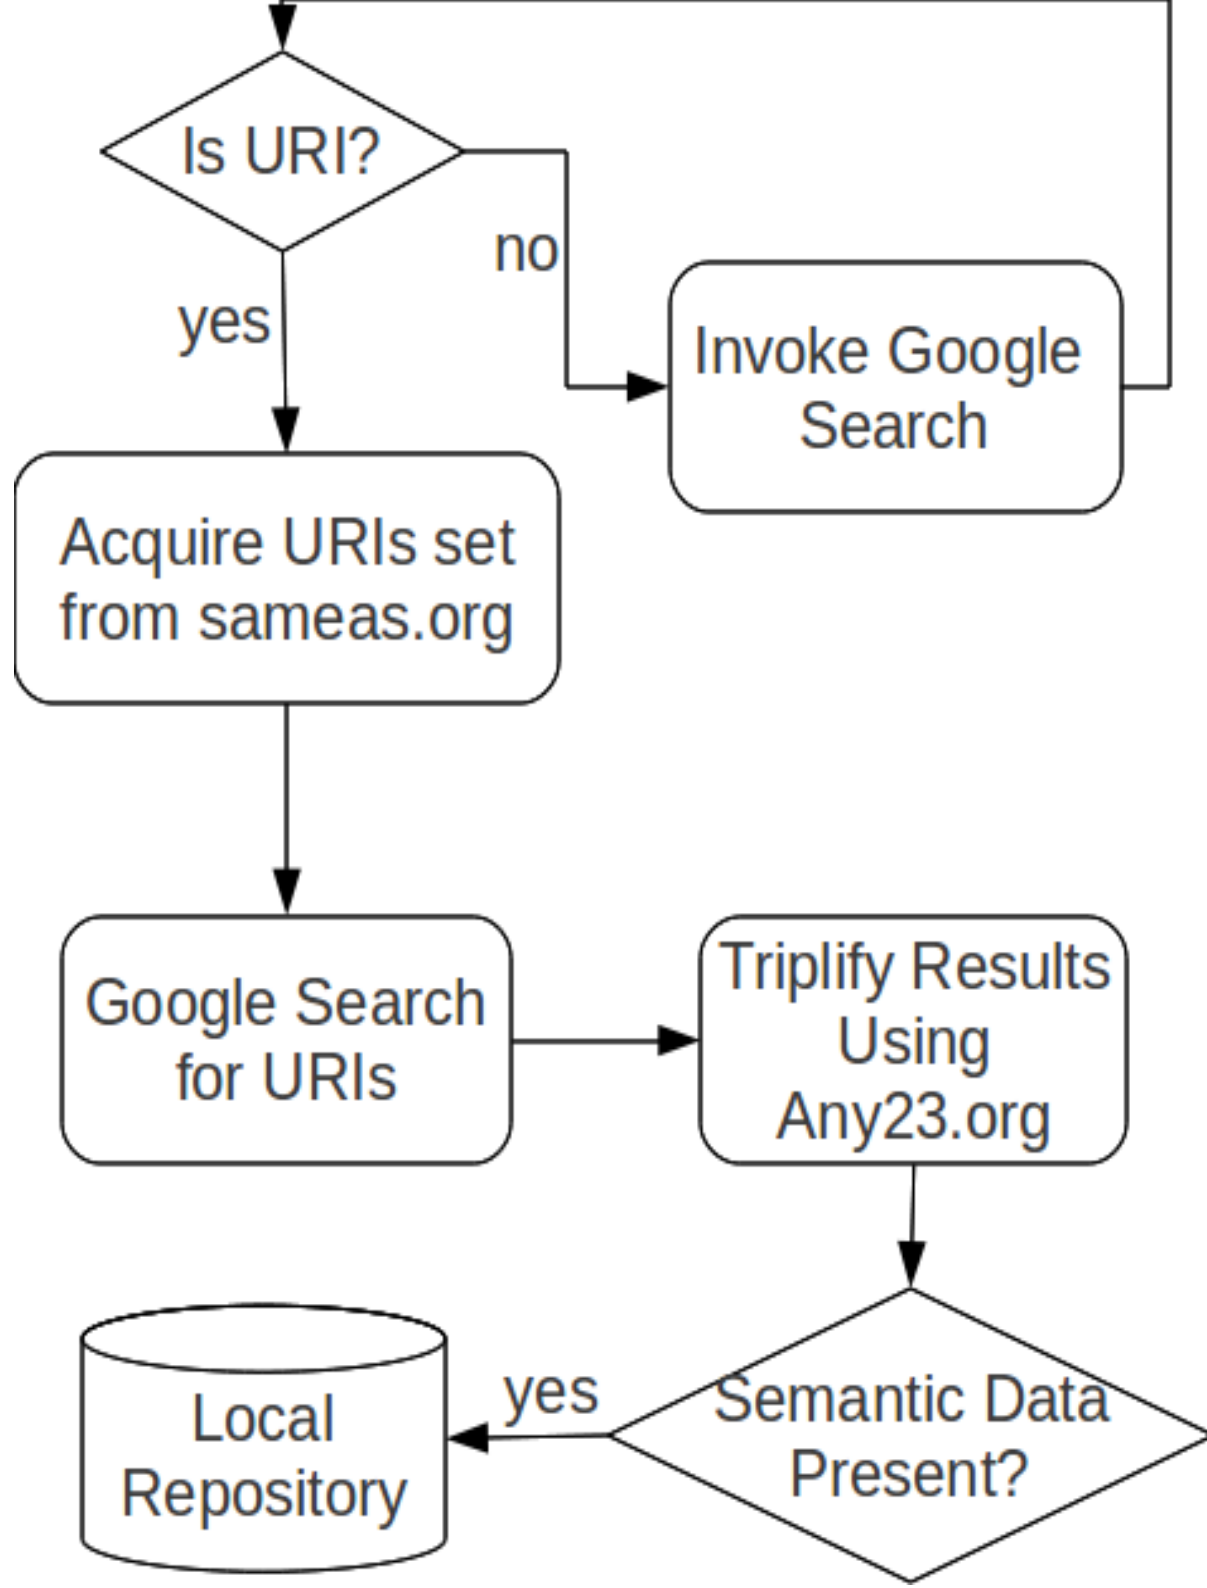 Is URI?
no
yes
Invoke Google
Search
Acquire URIs set
from sameas.org
Google Search
for URIs
Triplify Results
Using
Any23.org
Semantic Data
Present?
yes
Local
Repository